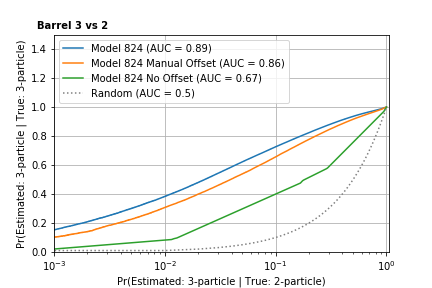 Barrel 3 vs 2
Model 824 (AUC = 0.89)
Model 824 Manual Offset (AUC = 0.86)
Model 824 No Offset (AUC = 0.67)
Random (AUC = 0.5)
Pr(Estimated: 3-particle | True: 3-particle)
1.4
1.2
1.0
0.8
0.6
0.4
0.2
0.0
10⁻³ 10⁻² 10⁻¹ 10⁰
Pr(Estimated: 3-particle | True: 2-particle)